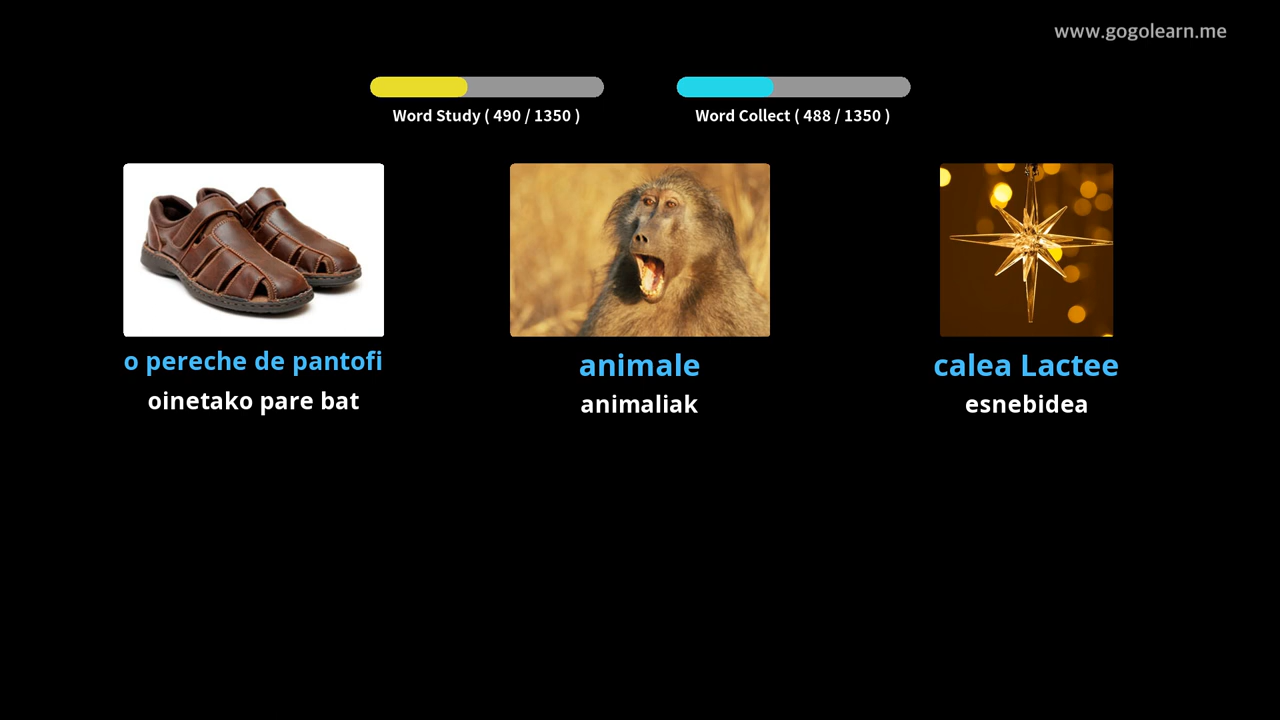 www.gogolearn.me
Word Study ( 490 / 1350 )
Word Collect ( 488 / 1350 )
o pereche de pantofi
oinetako pare bat
animale
animaliak
calea Lactee
esnebidea